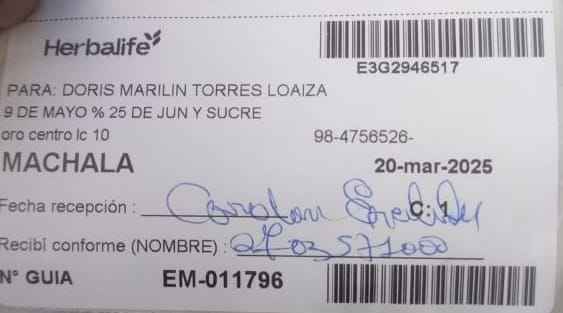 Herbalife
E3G2946517
PARA: DORIS MARILIN TORRES LOAIZA
9 DE MAYO % 25 DE JUN Y SUCRE
oro centro lc 10 98-4756526-
MACHALA 20-mar-2025
Fecha recepción : C: 1
Recibí conforme (NOMBRE) :
N° GUIA EM-011796